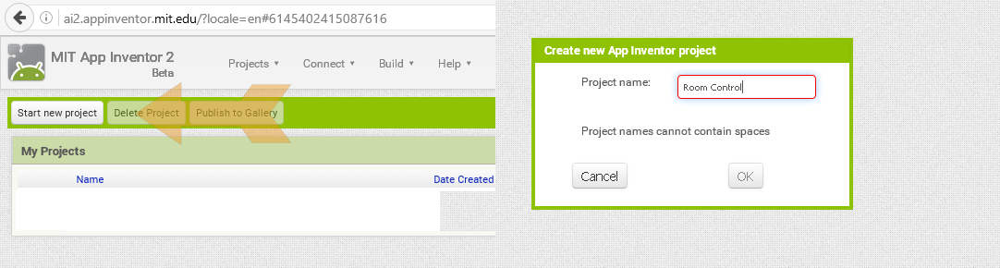 ai2.appinventor.mit.edu/?locale=en#6145402415087616
MIT App Inventor 2
Beta
Projects Connect Build Help
Start new project Delete Project Publish to Gallery
My Projects
Name Date Created
Create new App Inventor project
Project name: Room Control
Project names cannot contain spaces
Cancel OK